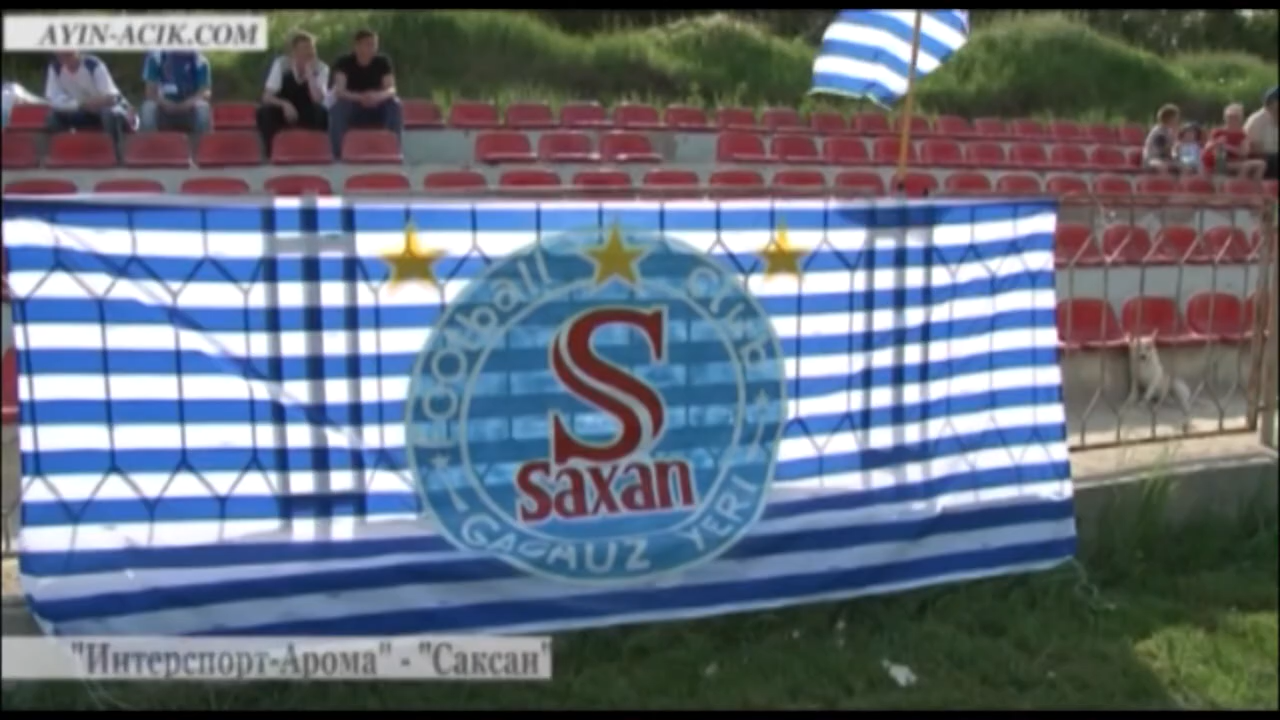 AYIN-ACIK.COM
Football Club
S
saxan
GAGAUZ YERI
"Интерспорт-Арома" - "Саксан"